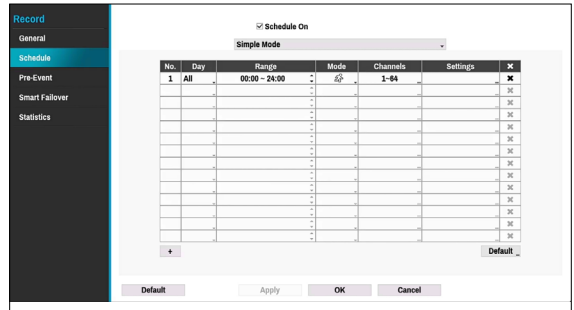 Record
General
Schedule
Pre-Event
Smart Failover
Statistics
Schedule On
Simple Mode
No. Day Range Mode Channels Settings
1 All 00:00 ~ 24:00 1~64
+ Default
Default Apply OK Cancel